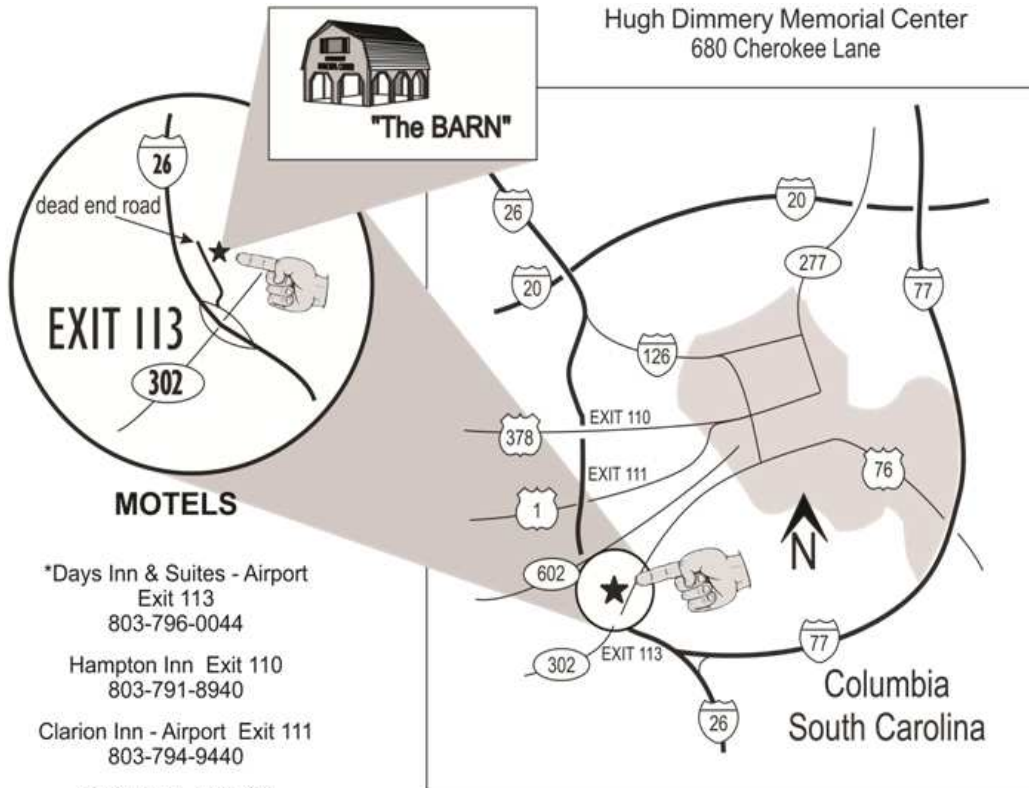 Hugh Dimmery Memorial Center
680 Cherokee Lane
"The BARN"
26
dead end road
EXIT 113
302
MOTELS
*Days Inn & Suites - Airport
Exit 113
803-796-0044
Hampton Inn Exit 110
803-791-8940
Clarion Inn - Airport Exit 111
803-794-9440
26
20
20
277
77
126
EXIT 110
378
EXIT 111
1
76
N
602
302
EXIT 113
77
26
Columbia
South Carolina